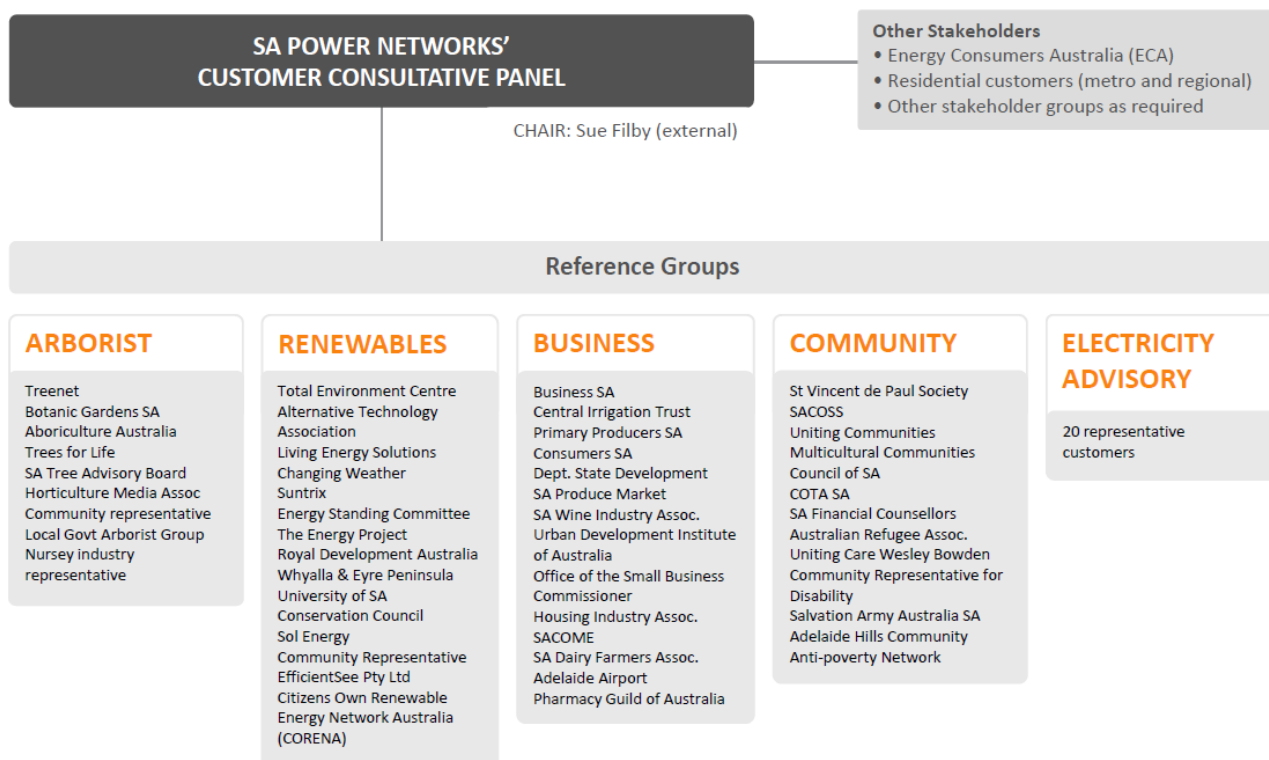 SA POWER NETWORKS’
CUSTOMER CONSULTATIVE PANEL
Other Stakeholders
• Energy Consumers Australia (ECA)
• Residential customers (metro and regional)
• Other stakeholder groups as required
CHAIR: Sue Filby (external)
Reference Groups
ARBORIST
Treenet
Botanic Gardens SA
Aboriculture Australia
Trees for Life
SA Tree Advisory Board
Horticulture Media Assoc
Community representative
Local Govt Arborist Group
Nursey industry
representative
RENEWABLES
Total Environment Centre
Alternative Technology
Association
Living Energy Solutions
Changing Weather
Suntrix
Energy Standing Committee
The Energy Project
Royal Development Australia
Whyalla & Eyre Peninsula
University of SA
Conservation Council
Sol Energy
Community Representative
EfficientSee Pty Ltd
Citizens Own Renewable
Energy Network Australia
(CORENA)
BUSINESS
Business SA
Central Irrigation Trust
Primary Producers SA
Consumers SA
Dept. State Development
SA Produce Market
SA Wine Industry Assoc.
Urban Development Institute
of Australia
Office of the Small Business
Commissioner
Housing Industry Assoc.
SACOME
SA Dairy Farmers Assoc.
Adelaide Airport
Pharmacy Guild of Australia
COMMUNITY
St Vincent de Paul Society
SACOSS
Uniting Communities
Multicultural Communities
Council of SA
COTA SA
SA Financial Counsellors
Australian Refugee Assoc.
Uniting Care Wesley Bowden
Community Representative for
Disability
Salvation Army Australia SA
Adelaide Hills Community
Anti-poverty Network
ELECTRICITY
ADVISORY
20 representative
customers